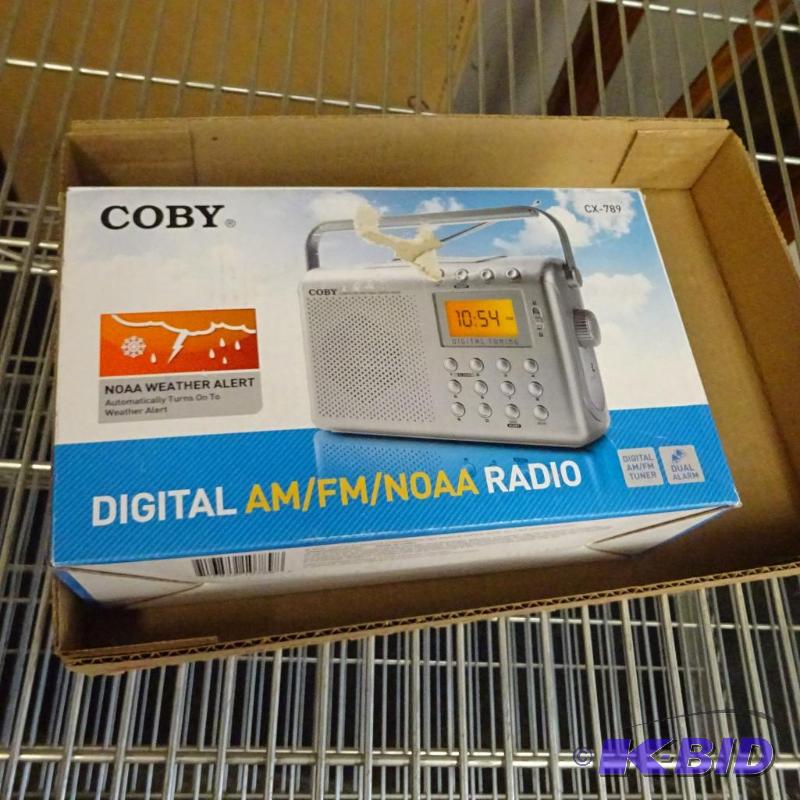 COBY®
CX-789
COBY
10:54
DIGITAL TUNING
NOAA WEATHER ALERT
Automatically Turns On To
Weather Alert
DIGITAL AM/FM/NOAA RADIO
DIGITAL
AM/FM
TUNER
DUAL
ALARM
© K-BID